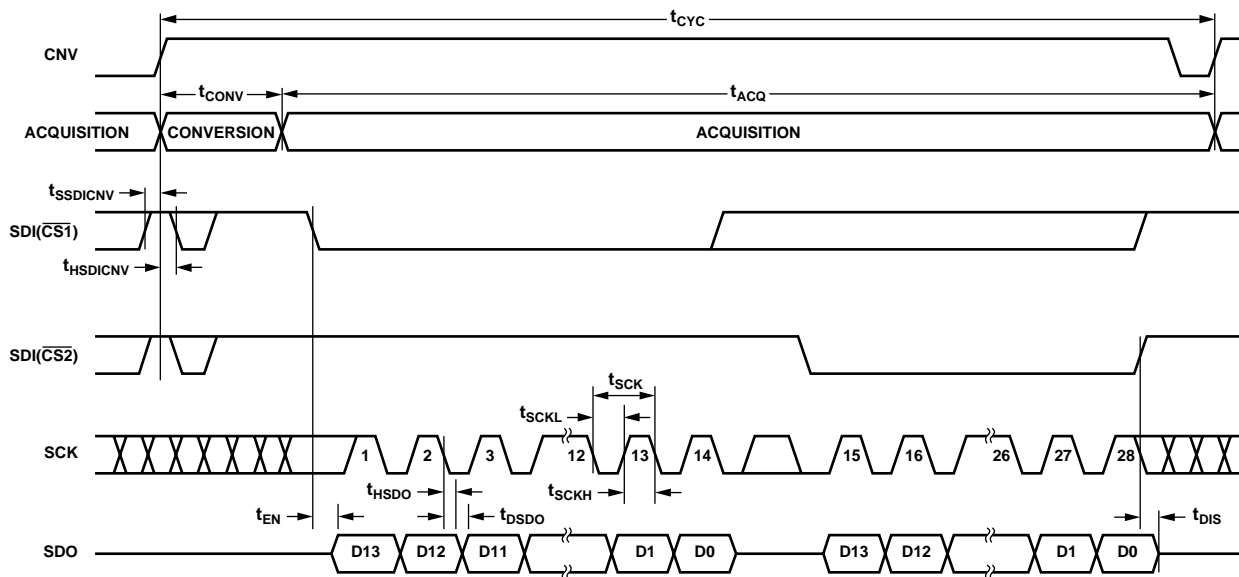 tCYC
CNV
tCONV
tACQ
ACQUISITION
CONVERSION
ACQUISITION
tSSDICNV
SDI(CS1)
tHSDICNV
SDI(CS2)
tSCK
tSCKL
SCK
1
2
3
12
13
14
15
16
26
27
28
tHSDO
tSCKH
tEN
tDSDO
tDIS
SDO
D13
D12
D11
D1
D0
D13
D12
D1
D0